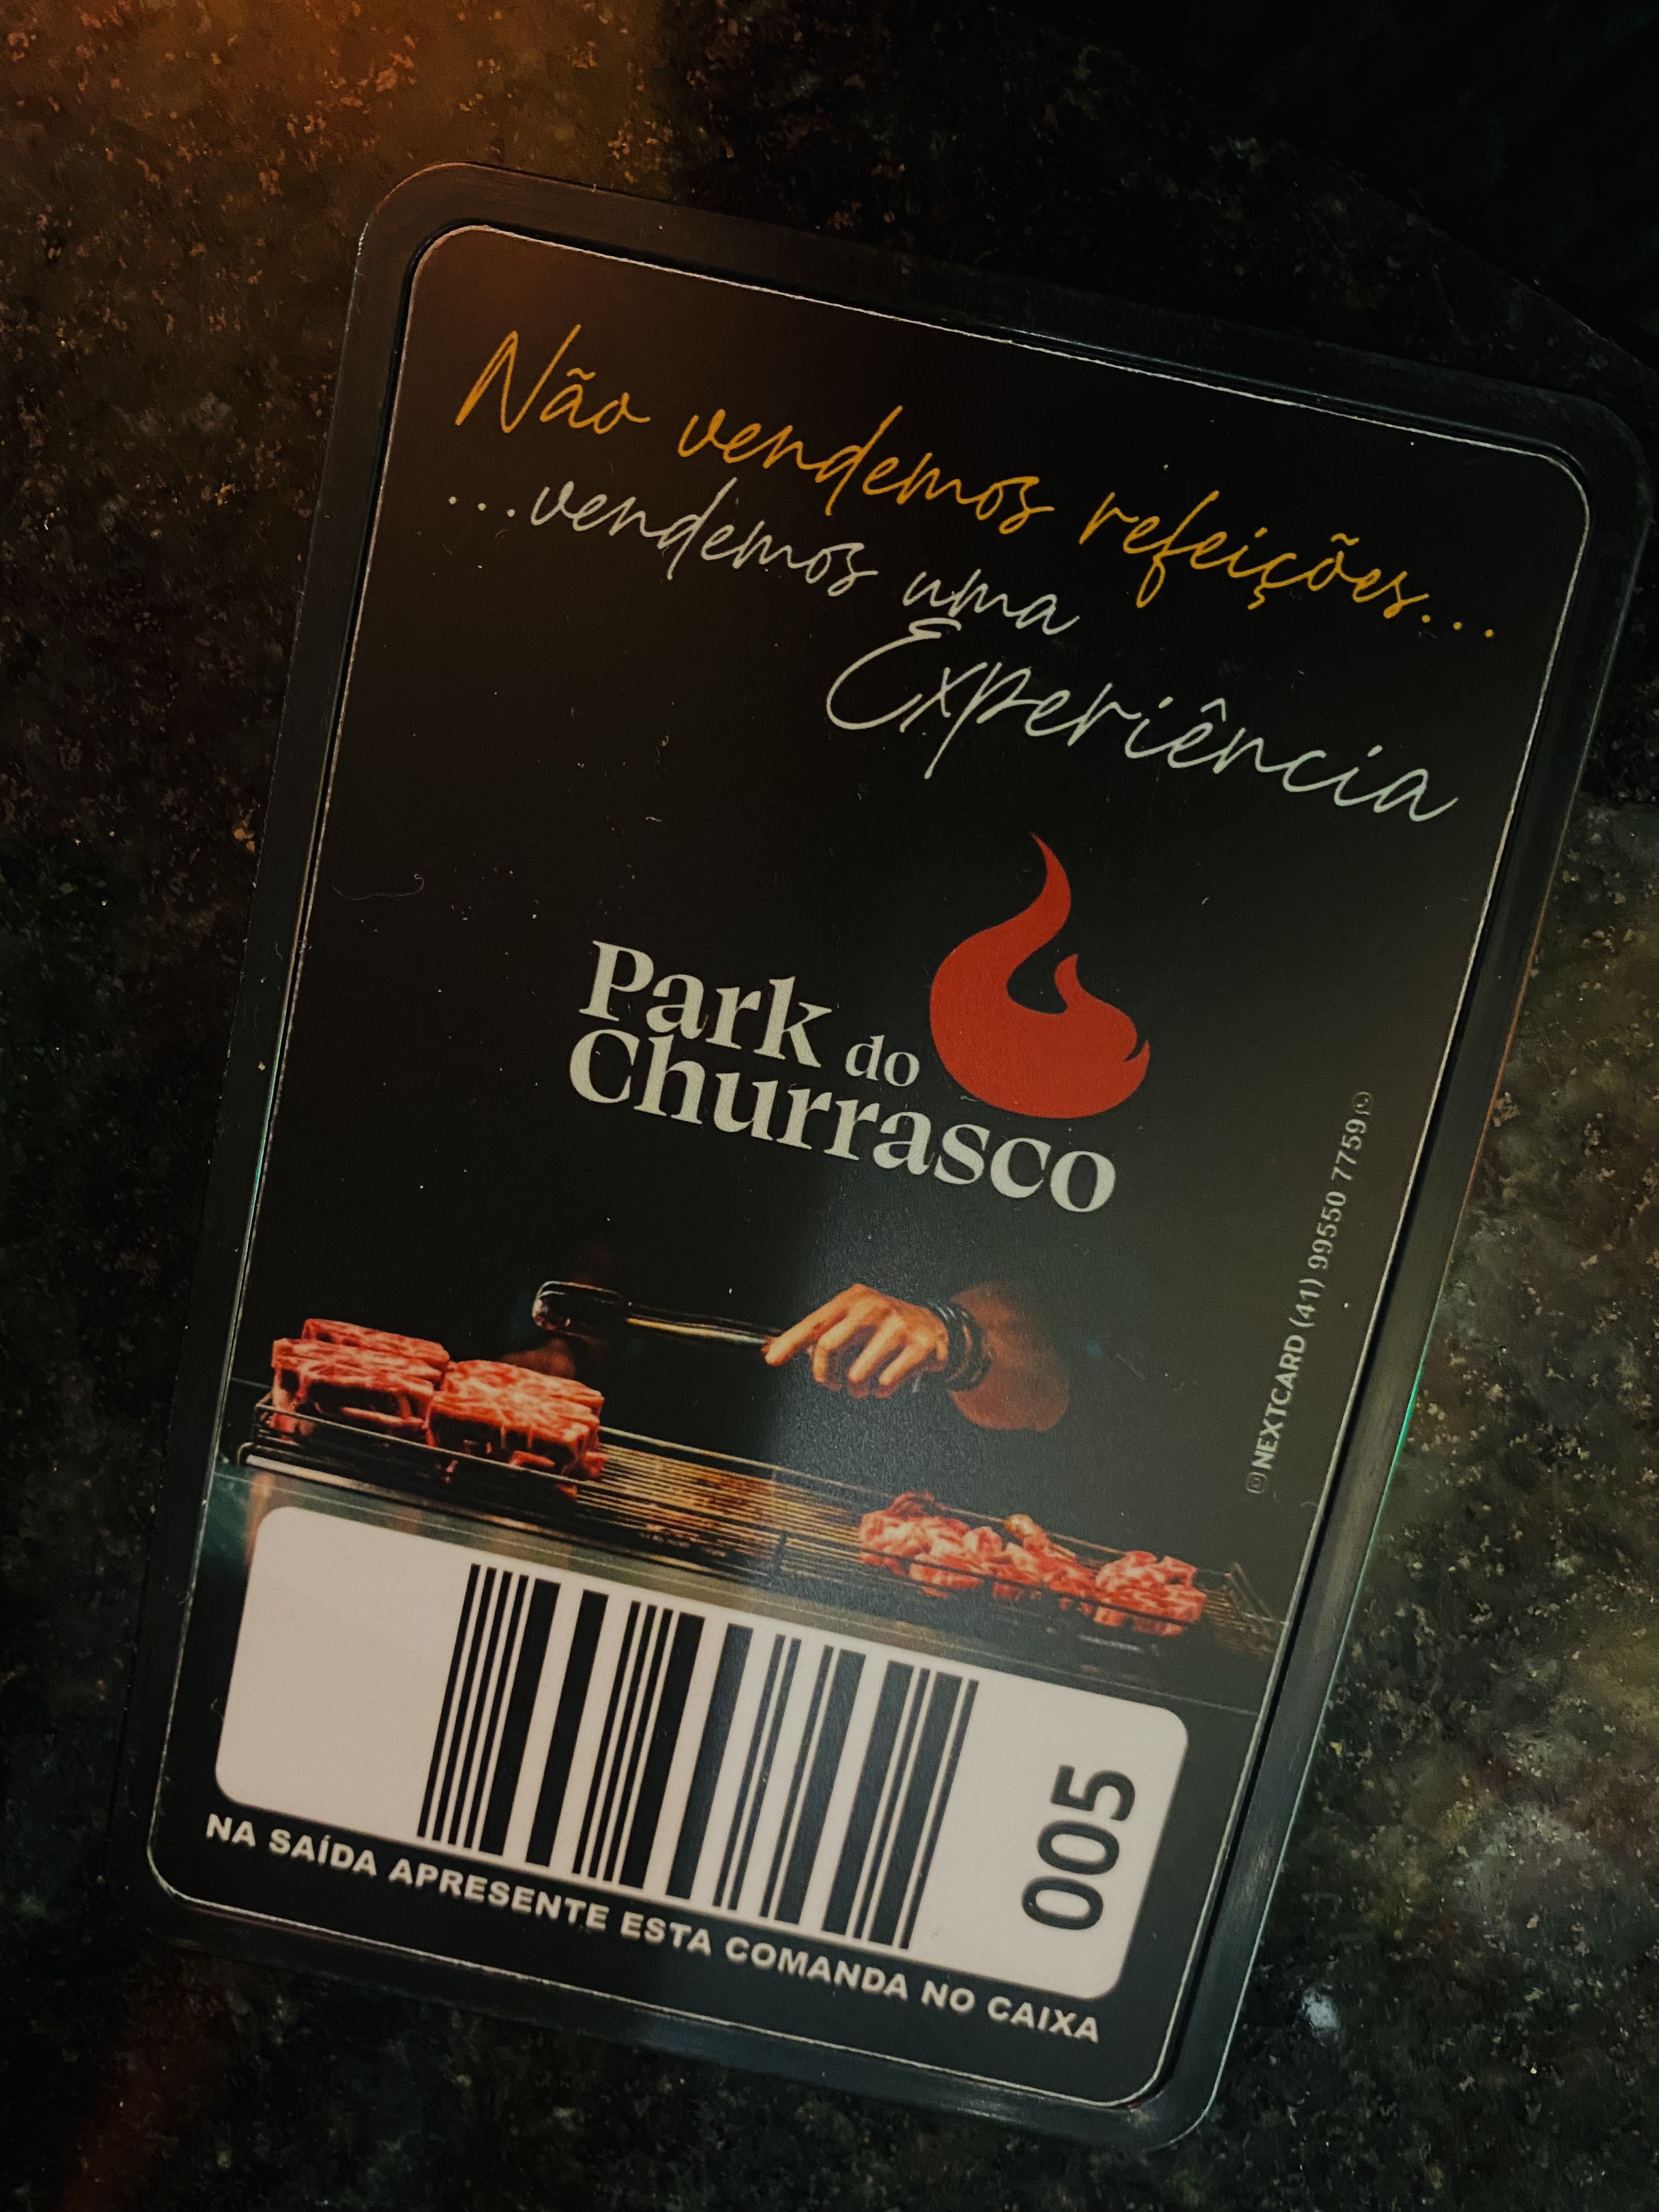 Não vendemos refeições...
...vendemos uma
Experiência
Park do
Churrasco
NEXTCARD (41) 99550 7759
005
NA SAÍDA APRESENTE ESTA COMANDA NO CAIXA